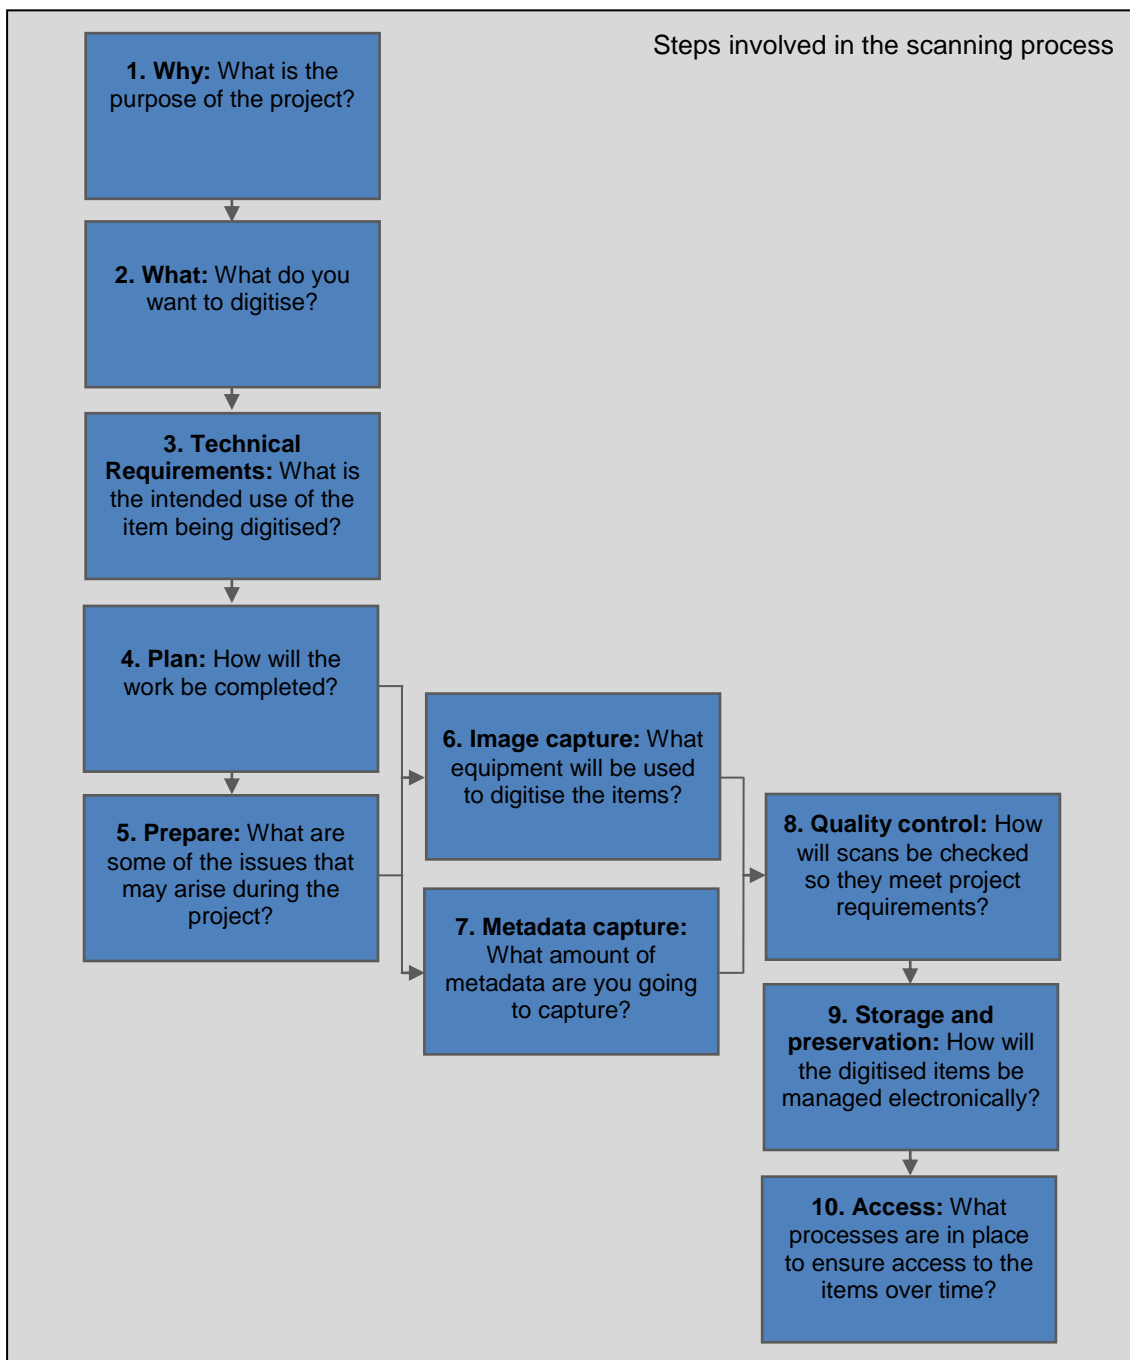 Steps involved in the scanning process
1. Why: What is the
purpose of the project?
2. What: What do you
want to digitise?
3. Technical
Requirements: What is
the intended use of the
item being digitised?
4. Plan: How will the
work be completed?
5. Prepare: What are
some of the issues that
may arise during the
project?
6. Image capture: What
equipment will be used
to digitise the items?
7. Metadata capture:
What amount of
metadata are you going
to capture?
8. Quality control: How
will scans be checked
so they meet project
requirements?
9. Storage and
preservation: How will
the digitised items be
managed electronically?
10. Access: What
processes are in place
to ensure access to the
items over time?